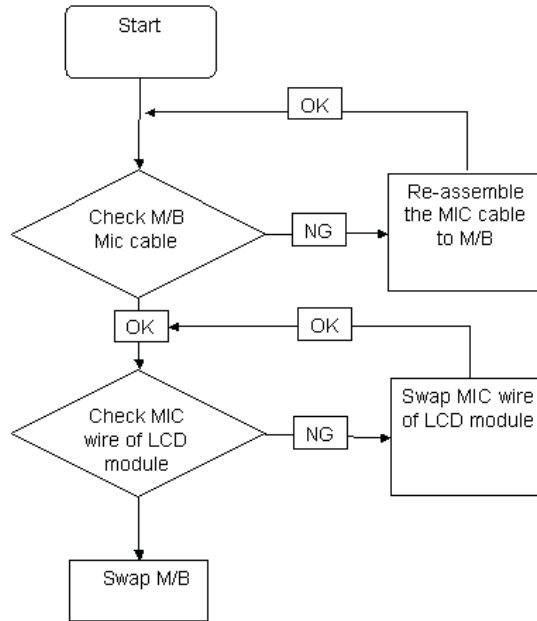 Start
OK
Check M/B
Mic cable
NG
Re-assemble
the MIC cable
to M/B
OK
OK
Check MIC
wire of LCD
module
NG
Swap MIC wire
of LCD module
Swap M/B